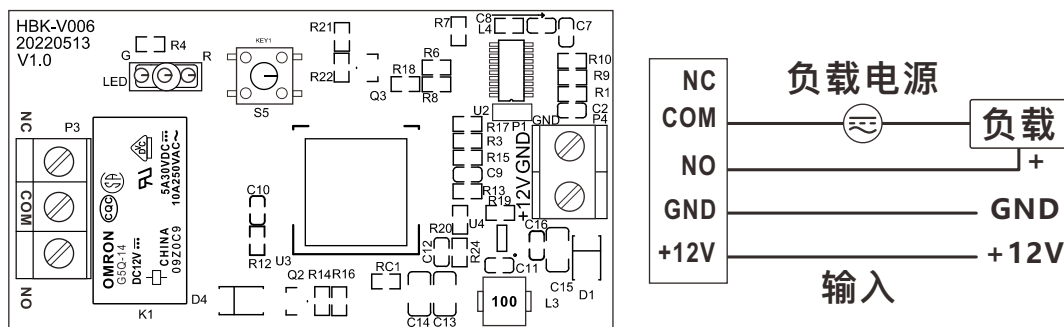 HBK-V006
20220513
V1.0
G
R4
R
LED
R21
R22
KEY1
S5
Q3
R18
R7
R6
R8
C8
L4
C7
R10
R9
R1
C2
U2
P1
GND
P4
R17
R3
R15
C9
R13
R19
+12V
GND
NC
P3
COM
NO
OMRON
G5Q-14
DC12V
CQC
5A30VDC
10A250VAC~
CHINA
09Z0C9
K1
C10
R12
U3
U4
R20
C12
R24
C16
C11
C15
D1
D4
Q2
R14
R16
RC1
C14
C13
100
L3
NC
COM
NO
GND
+12V
负载电源
负载
+
GND
+12V
输入